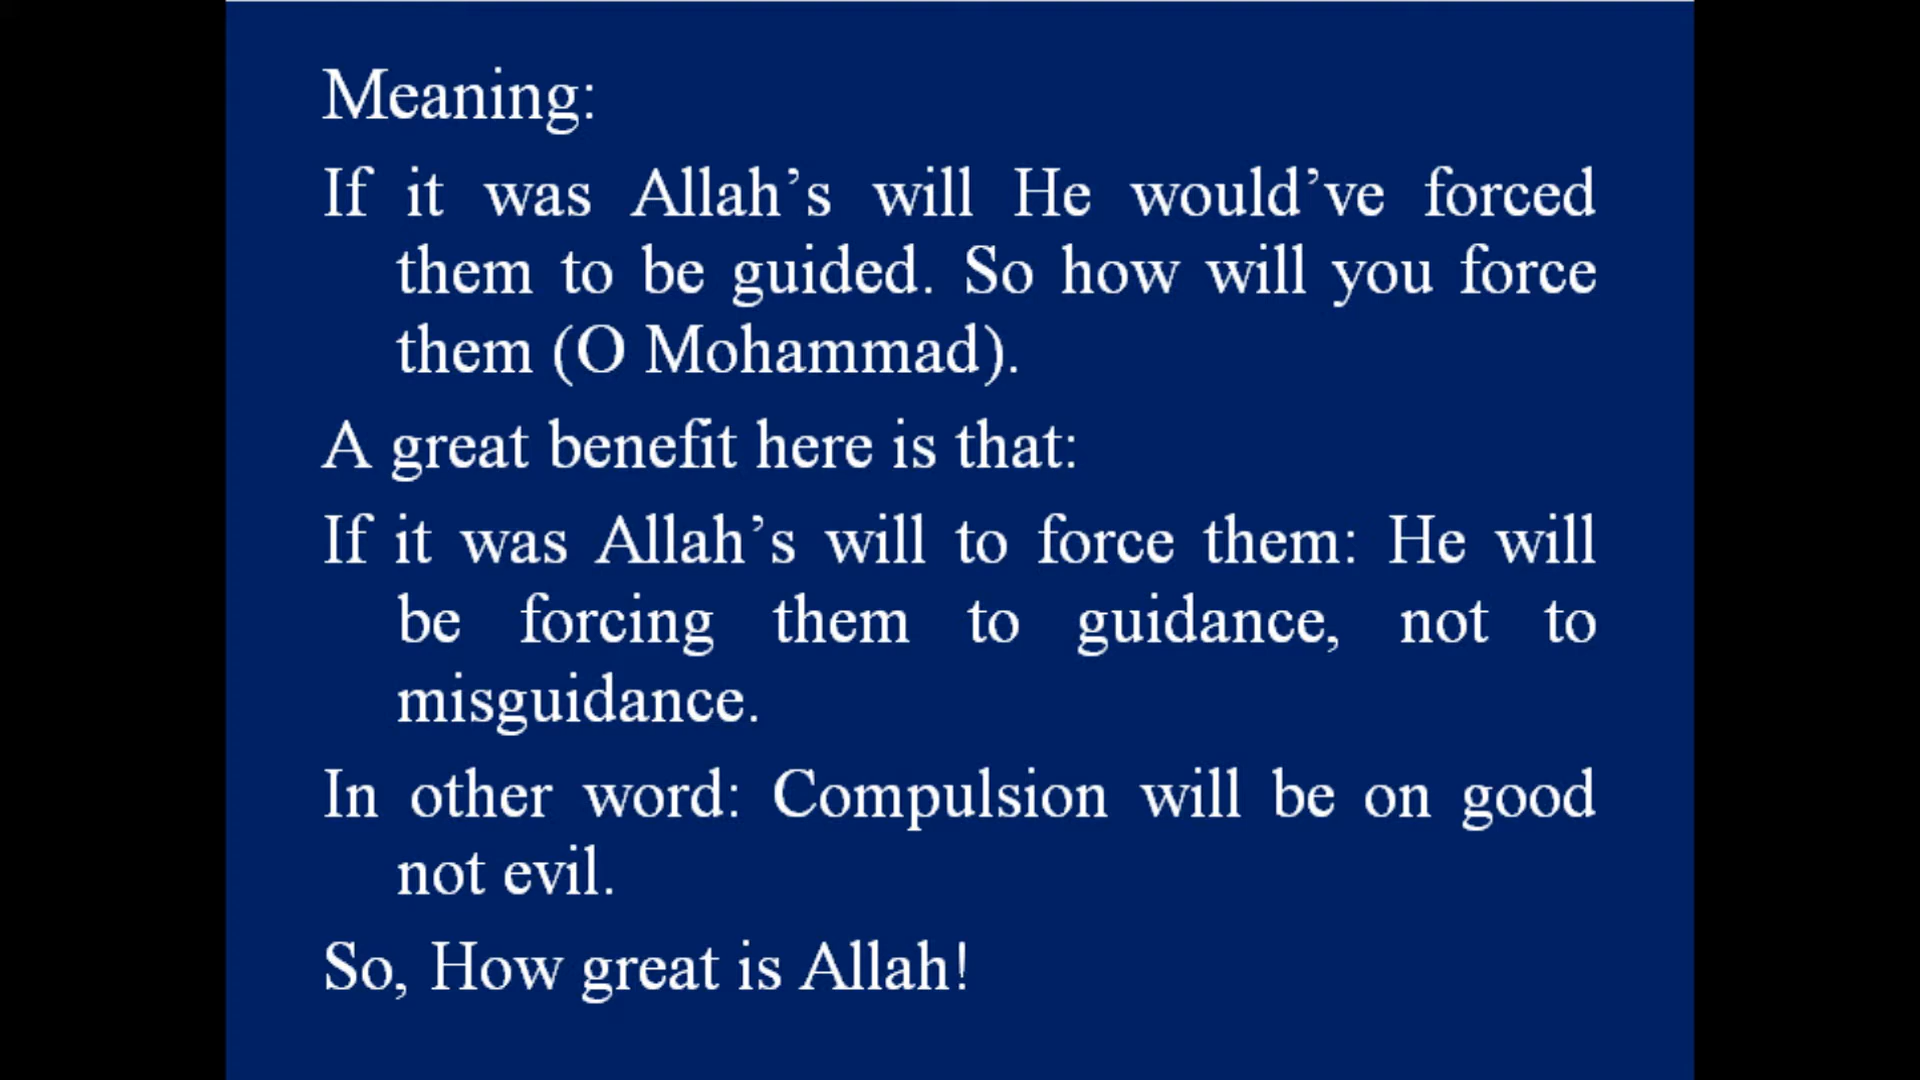 Meaning:
If it was Allah’s will He would’ve forced
them to be guided. So how will you force
them (O Mohammad).
A great benefit here is that:
If it was Allah’s will to force them: He will
be forcing them to guidance, not to
misguidance.
In other word: Compulsion will be on good
not evil.
So, How great is Allah!